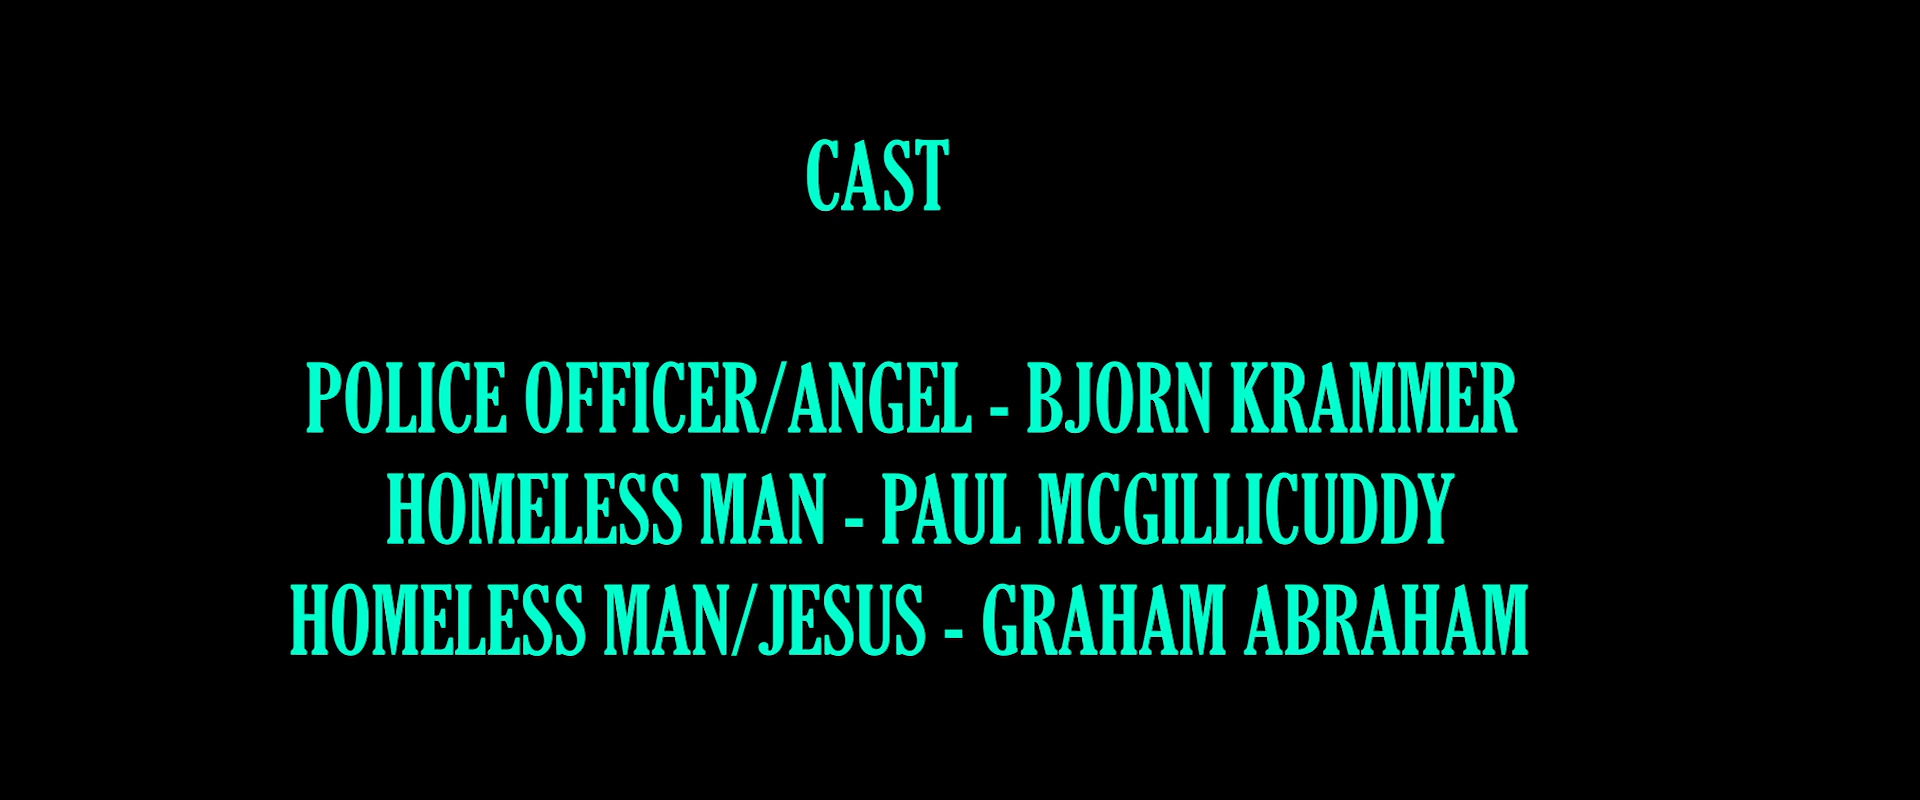 CAST
POLICE OFFICER/ANGEL - BJORN KRAMMER
HOMELESS MAN - PAUL MCGILLICUDDY
HOMELESS MAN/JESUS - GRAHAM ABRAHAM